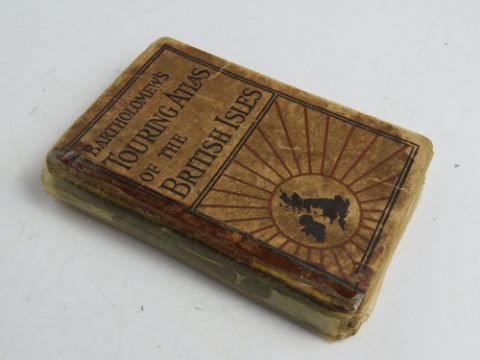 BARTHOLOMEW'S
TOURING ATLAS
OF THE
BRITISH ISLES